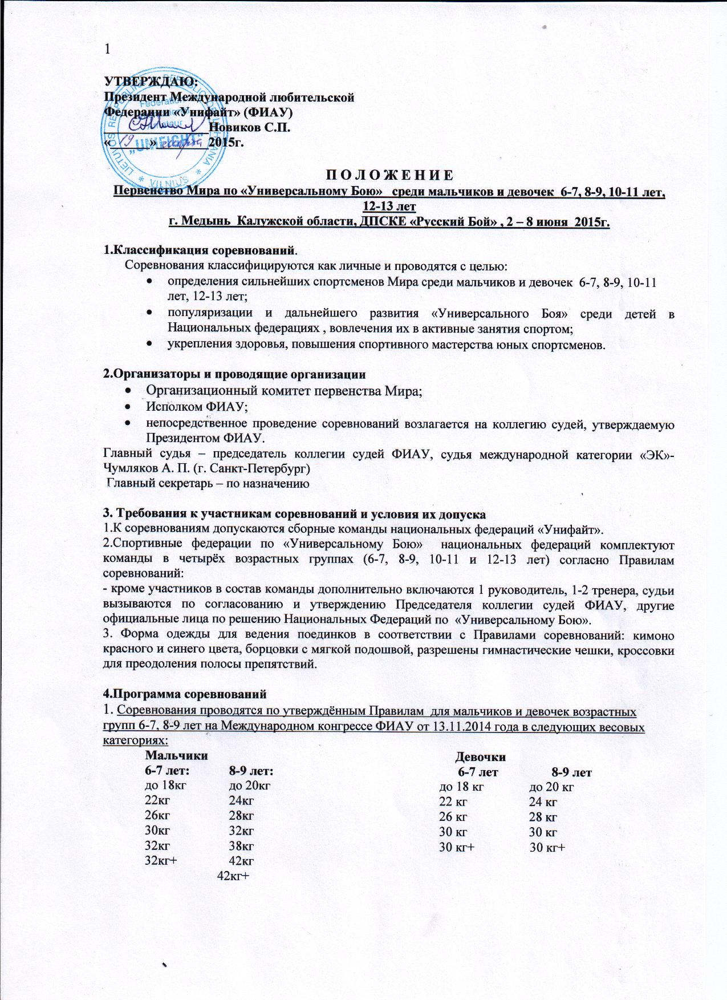 1
УТВЕРЖДАЮ:
Президент Международной любительской
Федерации «Унифайт» (ФИАУ)
Новиков С.П.
«19» 2015г.
LIETUVOS RESPUBLIKA * REPUBLIC OF LITHUANIA * VILNIUS *
Federation
International
Amateur
„UNIFIGHT“
П О Л О Ж Е Н И Е
Первенство Мира по «Универсальному Бою» среди мальчиков и девочек 6-7, 8-9, 10-11 лет,
12-13 лет
г. Медынь Калужской области, ДПСКЕ «Русский Бой» , 2 – 8 июня 2015г.
1.Классификация соревнований.
Соревнования классифицируются как личные и проводятся с целью:
• определения сильнейших спортсменов Мира среди мальчиков и девочек 6-7, 8-9, 10-11
лет, 12-13 лет;
• популяризации и дальнейшего развития «Универсального Боя» среди детей в
Национальных федерациях , вовлечения их в активные занятия спортом;
• укрепления здоровья, повышения спортивного мастерства юных спортсменов.
2.Организаторы и проводящие организации
• Организационный комитет первенства Мира;
• Исполком ФИАУ;
• непосредственное проведение соревнований возлагается на коллегию судей, утверждаемую
Президентом ФИАУ.
Главный судья – председатель коллегии судей ФИАУ, судья международной категории «ЭК»-
Чумляков А. П. (г. Санкт-Петербург)
Главный секретарь – по назначению
3. Требования к участникам соревнований и условия их допуска
1.К соревнованиям допускаются сборные команды национальных федераций «Унифайт».
2.Спортивные федерации по «Универсальному Бою» национальных федераций комплектуют
команды в четырёх возрастных группах (6-7, 8-9, 10-11 и 12-13 лет) согласно Правилам
соревнований:
- кроме участников в состав команды дополнительно включаются 1 руководитель, 1-2 тренера, судьи
вызываются по согласованию и утверждению Председателя коллегии судей ФИАУ, другие
официальные лица по решению Национальных Федераций по «Универсальному Бою».
3. Форма одежды для ведения поединков в соответствии с Правилами соревнований: кимоно
красного и синего цвета, борцовки с мягкой подошвой, разрешены гимнастические чешки, кроссовки
для преодоления полосы препятствий.
4.Программа соревнований
1. Соревнования проводятся по утверждённым Правилам для мальчиков и девочек возрастных
групп 6-7, 8-9 лет на Международном конгрессе ФИАУ от 13.11.2014 года в следующих весовых
категориях:
Мальчики Девочки
6-7 лет: 8-9 лет: 6-7 лет 8-9 лет
до 18кг до 20кг до 18 кг до 20 кг
22кг 24кг 22 кг 24 кг
26кг 28кг 26 кг 28 кг
30кг 32кг 30 кг 30 кг
32кг 38кг 30 кг+ 30 кг+
32кг+ 42кг
42кг+